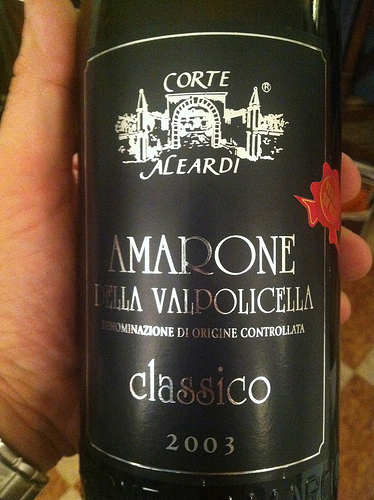 CORTE
®
ALEARDI
AMARONE
DELLA VALPOLICELLA
DENOMINAZIONE DI ORIGINE CONTROLLATA
classico
2003